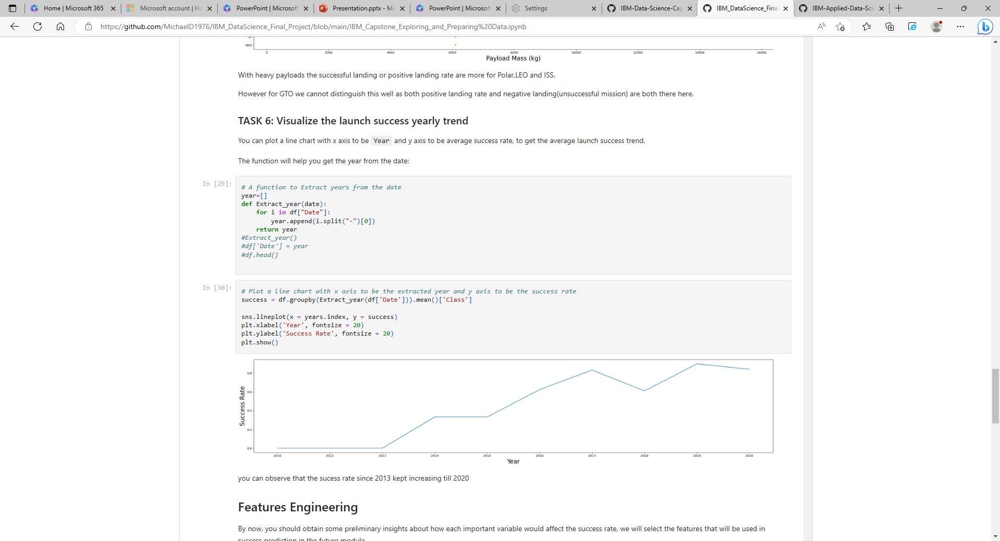 Home | Microsoft 365
Microsoft account | Ho
PowerPoint | Microsoft
Presentation.pptx - Mi
PowerPoint | Microsoft
Settings
IBM-Data-Science-Cap
IBM_DataScience_Fina
IBM-Applied-Data-Scie
https://github.com/MichaelD1976/IBM_DataScience_Final_Project/blob/main/IBM_Capstone_Exploring_and_Preparing%20Data.ipynb
GEO
0 2000 4000 6000 8000 10000 12000 14000 16000
Payload Mass (kg)
With heavy payloads the successful landing or positive landing rate are more for Polar,LEO and ISS.
However for GTO we cannot distinguish this well as both positive landing rate and negative landing(unsuccessful mission) are both there here.
TASK 6: Visualize the launch success yearly trend
You can plot a line chart with x axis to be Year and y axis to be average success rate, to get the average launch success trend.
The function will help you get the year from the date:
In [29]:
# A function to Extract years from the date
year=[]
def Extract_year(date):
    for i in df["Date"]:
        year.append(i.split("-")[0])
    return year
#Extract_year()
#df['Date'] = year
#df.head()
In [30]:
# Plot a line chart with x axis to be the extracted year and y axis to be the success rate
success = df.groupby(Extract_year(df['Date'])).mean()['Class']
sns.lineplot(x = years.index, y = success)
plt.xlabel('Year', fontsize = 20)
plt.ylabel('Success Rate', fontsize = 20)
plt.show()
Success Rate
0.8
0.6
0.4
0.2
0.0
2010 2012 2013 2014 2015 2016 2017 2018 2019 2020
Year
you can observe that the sucess rate since 2013 kept increasing till 2020
Features Engineering
By now, you should obtain some preliminary insights about how each important variable would affect the success rate, we will select the features that will be used in
success prediction in the future module.